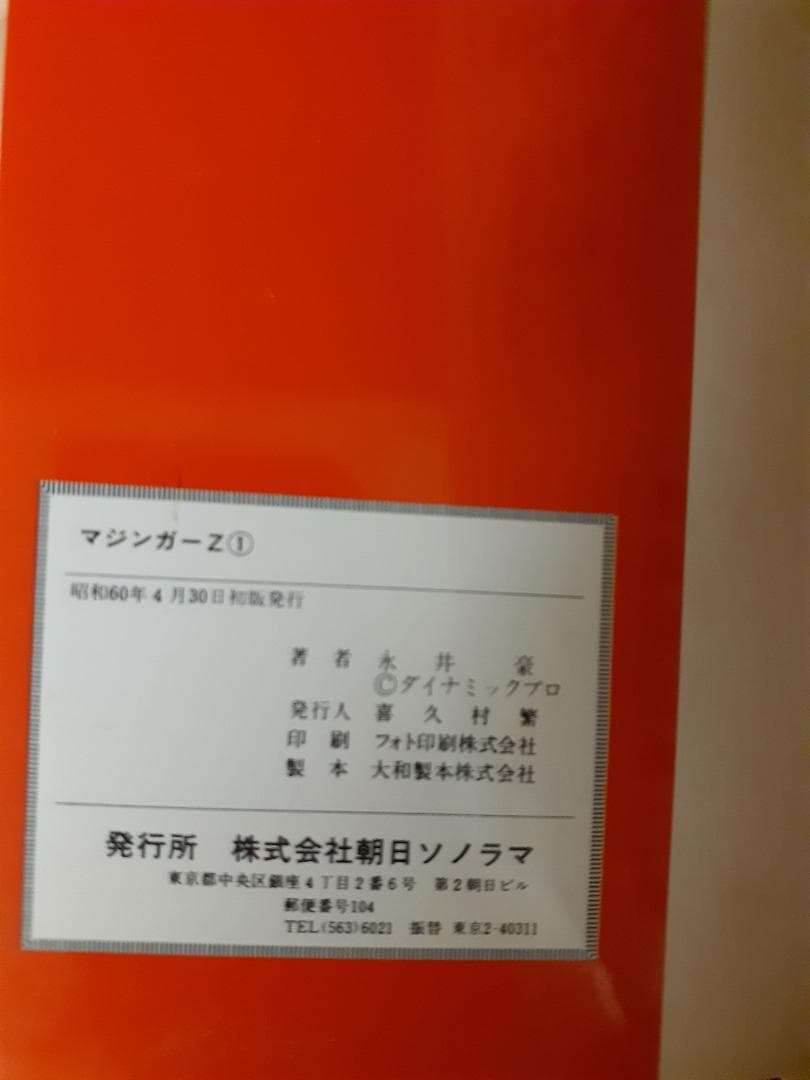 マジンガーZ①
昭和60年4月30日初版発行
著者 永井豪
©ダイナミックプロ
発行人 喜久村繁
印刷 フォト印刷株式会社
製本 大和製本株式会社
発行所 株式会社朝日ソノラマ
東京都中央区銀座4丁目2番6号 第2朝日ビル
郵便番号104
TEL(563)6021 振替 東京2-40311